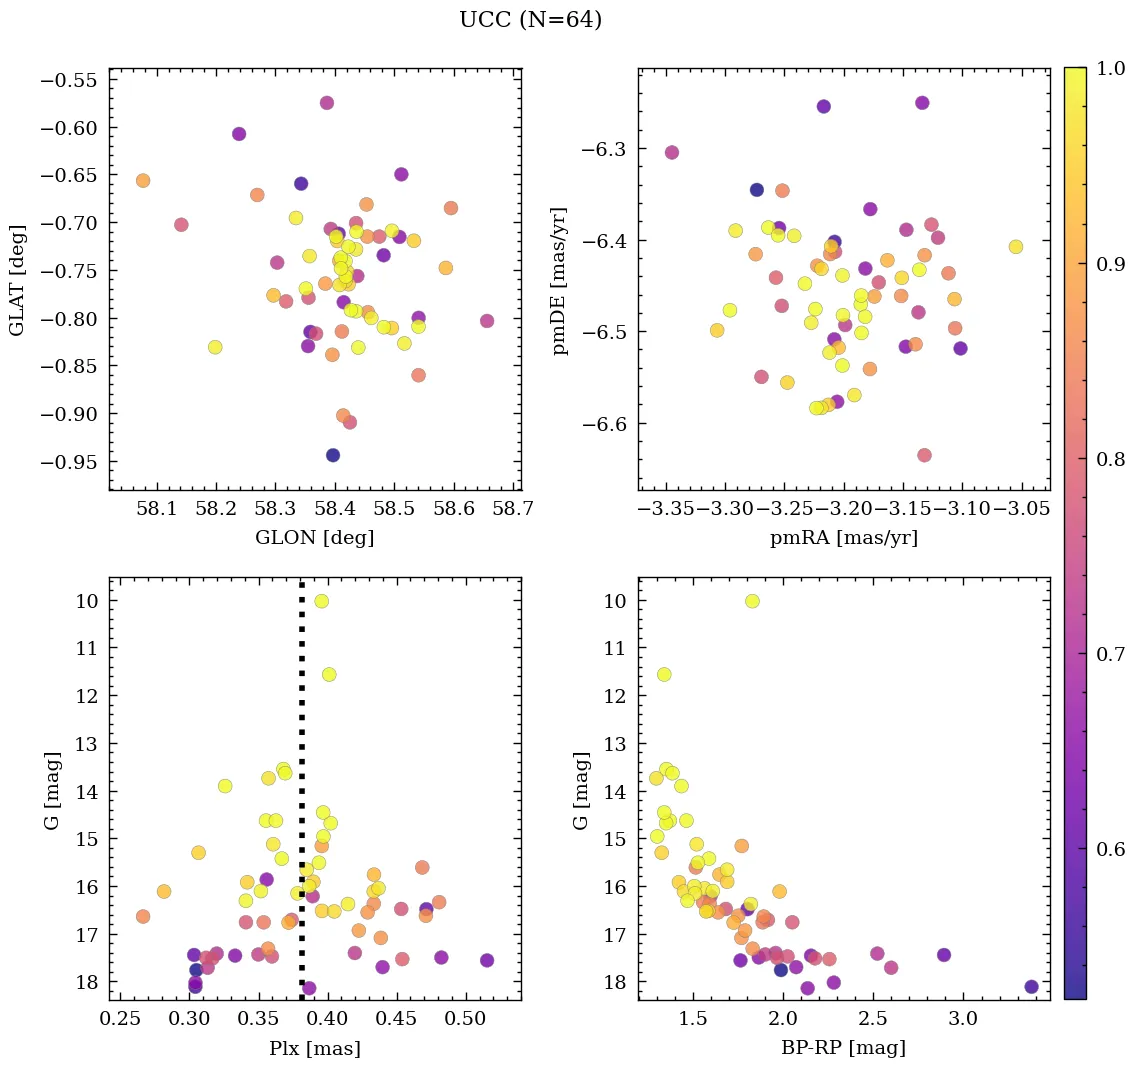 UCC (N=64)
−0.55
−0.60
−0.65
−0.70
−0.75
−0.80
−0.85
−0.90
−0.95
GLAT [deg]
58.1 58.2 58.3 58.4 58.5 58.6 58.7
GLON [deg]
−6.3
−6.4
−6.5
−6.6
pmDE [mas/yr]
−3.35 −3.30 −3.25 −3.20 −3.15 −3.10 −3.05
pmRA [mas/yr]
1.0
0.9
0.8
0.7
0.6
10
11
12
13
14
15
16
17
18
G [mag]
0.25 0.30 0.35 0.40 0.45 0.50
Plx [mas]
10
11
12
13
14
15
16
17
18
G [mag]
1.5 2.0 2.5 3.0
BP-RP [mag]